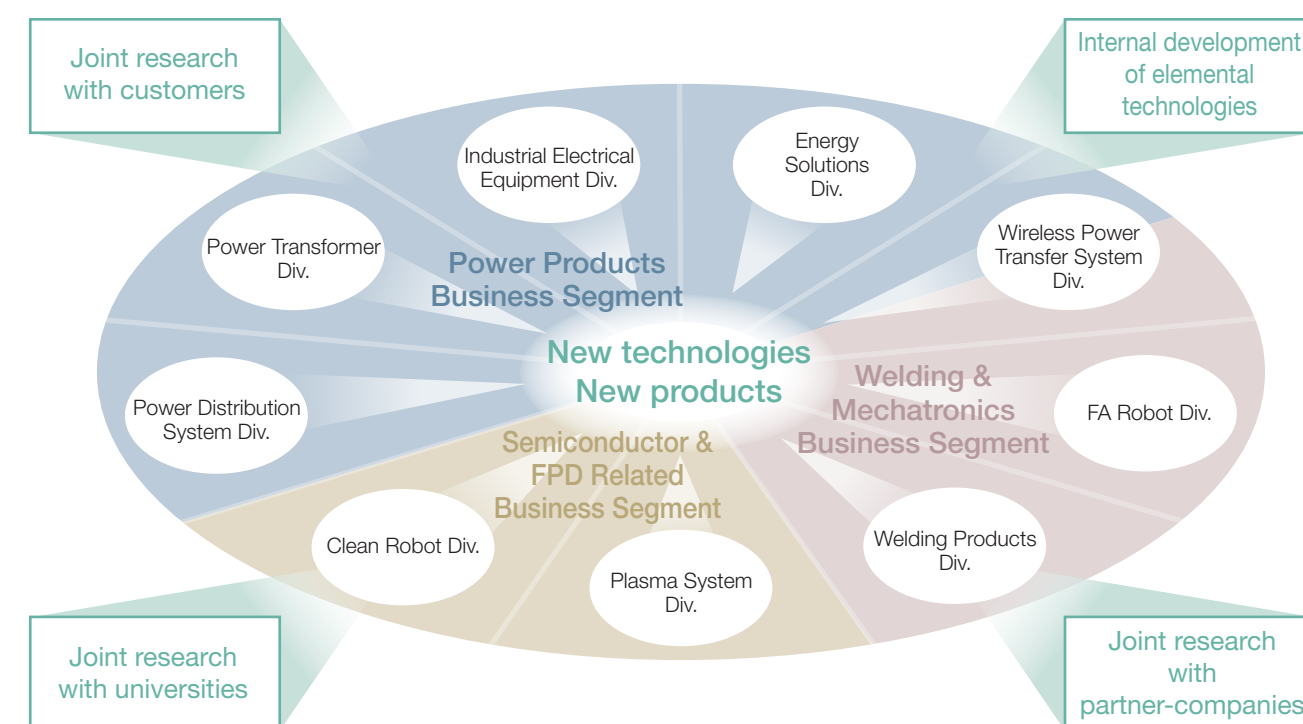 Joint research
with customers
Internal development
of elemental
technologies
Industrial Electrical
Equipment Div.
Energy
Solutions
Div.
Power Transformer
Div.
Wireless Power
Transfer System
Div.
Power Products
Business Segment
New technologies
New products
Power Distribution
System Div.
Welding &
Mechatronics
Business Segment
FA Robot Div.
Semiconductor &
FPD Related
Business Segment
Clean Robot Div.
Plasma System
Div.
Welding Products
Div.
Joint research
with universities
Joint research
with
partner-companies